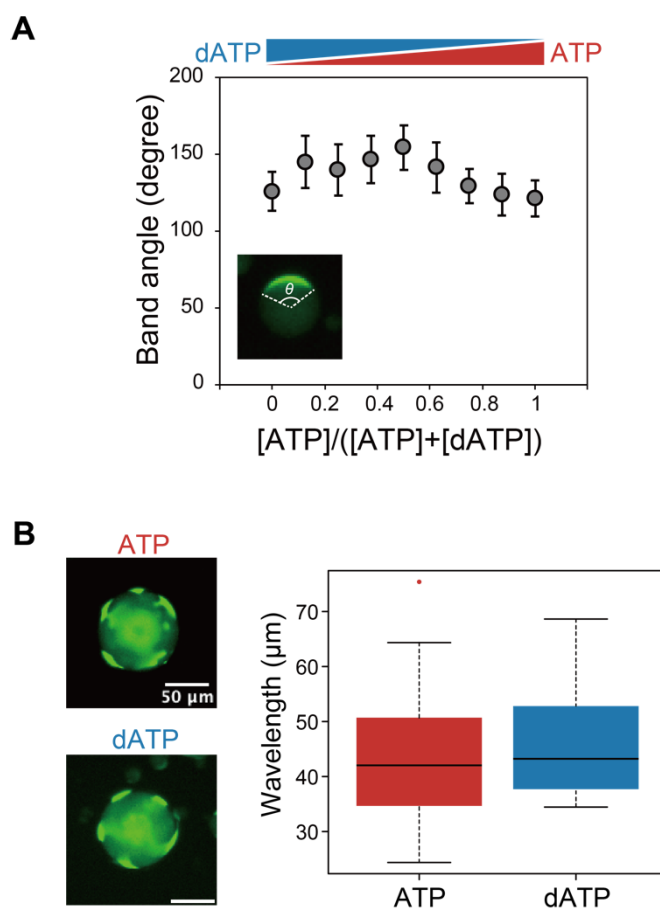 A
dATP
ATP
200
150
100
50
0
Band angle (degree)
θ
0
0.2
0.4
0.6
0.8
1
[ATP]/([ATP]+[dATP])
B
ATP
50 μm
dATP
Wavelength (μm)
70
60
50
40
30
ATP
dATP